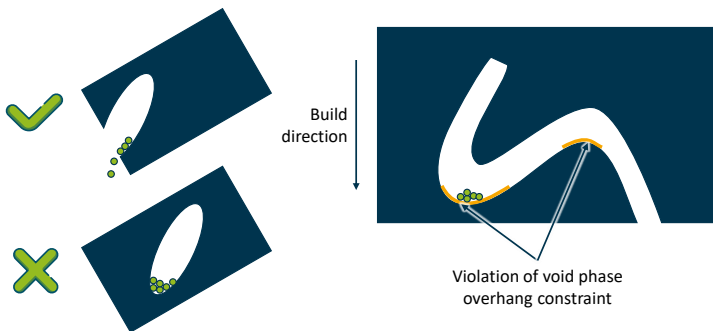 Build
direction
Violation of void phase
overhang constraint